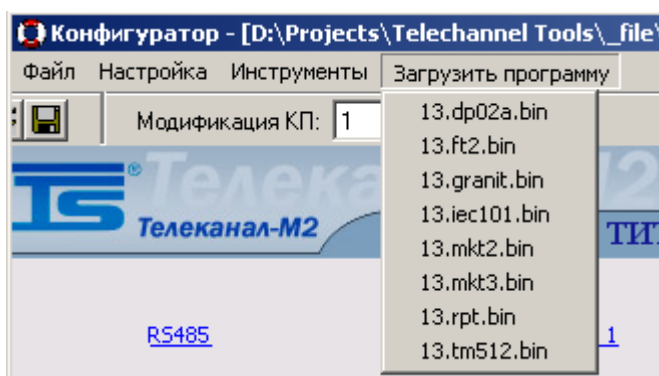 Конфигуратор - [D:\Projects\Telechannel Tools\_file\
Файл Настройка Инструменты Загрузить программу
Модификация КП: 1
13.dp02a.bin
13.ft2.bin
13.granit.bin
13.iec101.bin
13.mkt2.bin
13.mkt3.bin
13.rpt.bin
13.tm512.bin
TS ®
Телеканал-М2
RS485
1